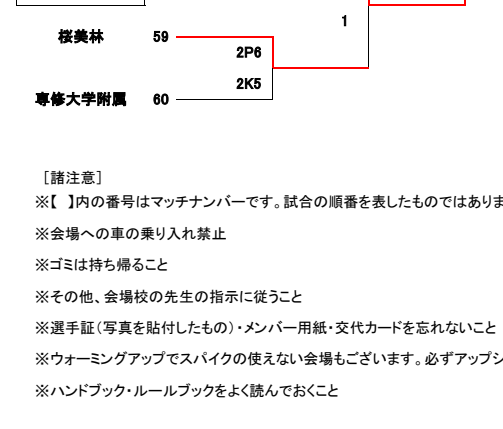 1
桜美林 59
2P6
2K5
専修大学附属 60
［諸注意］
※【 】内の番号はマッチナンバーです。試合の順番を表したものではありま
※会場への車の乗り入れ禁止
※ゴミは持ち帰ること
※その他、会場校の先生の指示に従うこと
※選手証（写真を貼付したもの）・メンバー用紙・交代カードを忘れないこと
※ウォーミングアップでスパイクの使えない会場もございます。必ずアップシ
※ハンドブック・ルールブックをよく読んでおくこと